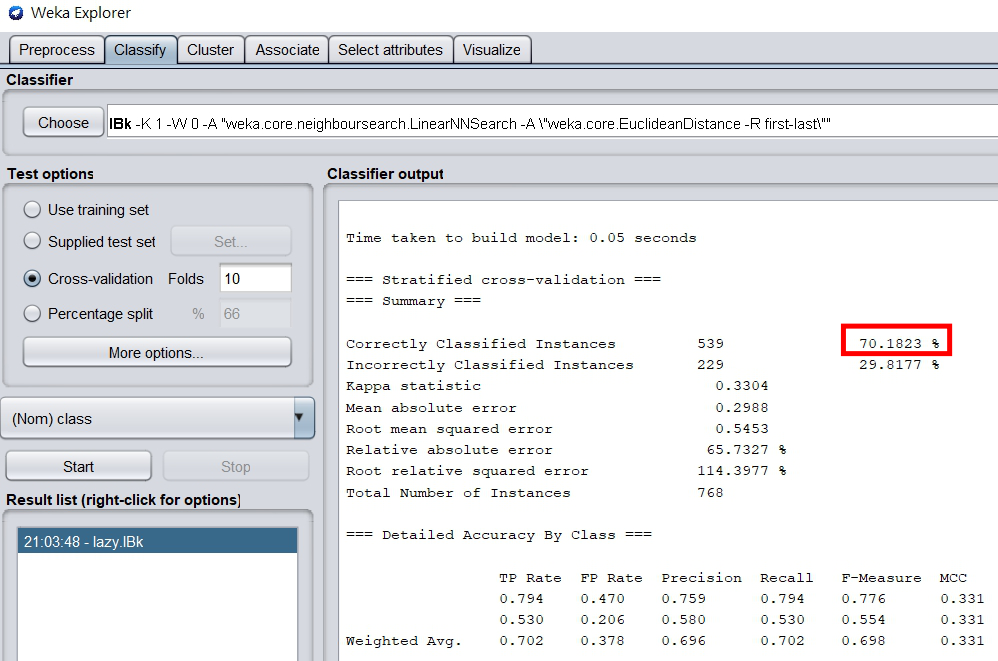 Weka Explorer
Preprocess Classify Cluster Associate Select attributes Visualize
Classifier
Choose IBk -K 1 -W 0 -A "weka.core.neighboursearch.LinearNNSearch -A \"weka.core.EuclideanDistance -R first-last\""
Test options
Use training set
Supplied test set Set...
Cross-validation Folds 10
Percentage split % 66
More options...
(Nom) class
Start Stop
Result list (right-click for options)
21:03:48 - lazy.IBk
Classifier output
Time taken to build model: 0.05 seconds
=== Stratified cross-validation ===
=== Summary ===
Correctly Classified Instances 539 70.1823 %
Incorrectly Classified Instances 229 29.8177 %
Kappa statistic 0.3304
Mean absolute error 0.2988
Root mean squared error 0.5453
Relative absolute error 65.7327 %
Root relative squared error 114.3977 %
Total Number of Instances 768
=== Detailed Accuracy By Class ===
TP Rate FP Rate Precision Recall F-Measure MCC
0.794 0.470 0.759 0.794 0.776 0.331
0.530 0.206 0.580 0.530 0.554 0.331
Weighted Avg. 0.702 0.378 0.696 0.702 0.698 0.331